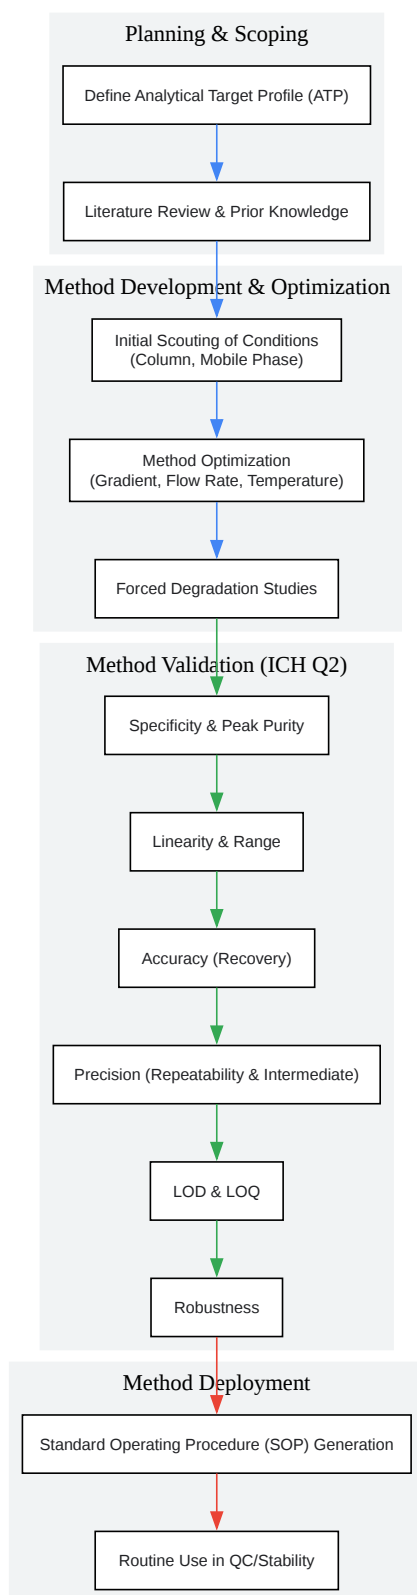 Planning & Scoping
Define Analytical Target Profile (ATP)
Literature Review & Prior Knowledge
Method Development & Optimization
Initial Scouting of Conditions
(Column, Mobile Phase)
Method Optimization
(Gradient, Flow Rate, Temperature)
Forced Degradation Studies
Method Validation (ICH Q2)
Specificity & Peak Purity
Linearity & Range
Accuracy (Recovery)
Precision (Repeatability & Intermediate)
LOD & LOQ
Robustness
Method Deployment
Standard Operating Procedure (SOP) Generation
Routine Use in QC/Stability